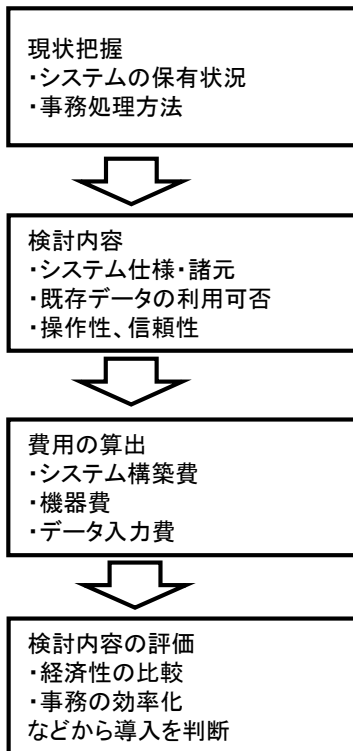 現状把握
・システムの保有状況
・事務処理方法
検討内容
・システム仕様・諸元
・既存データの利用可否
・操作性、信頼性
費用の算出
・システム構築費
・機器費
・データ入力費
検討内容の評価
・経済性の比較
・事務の効率化
などから導入を判断